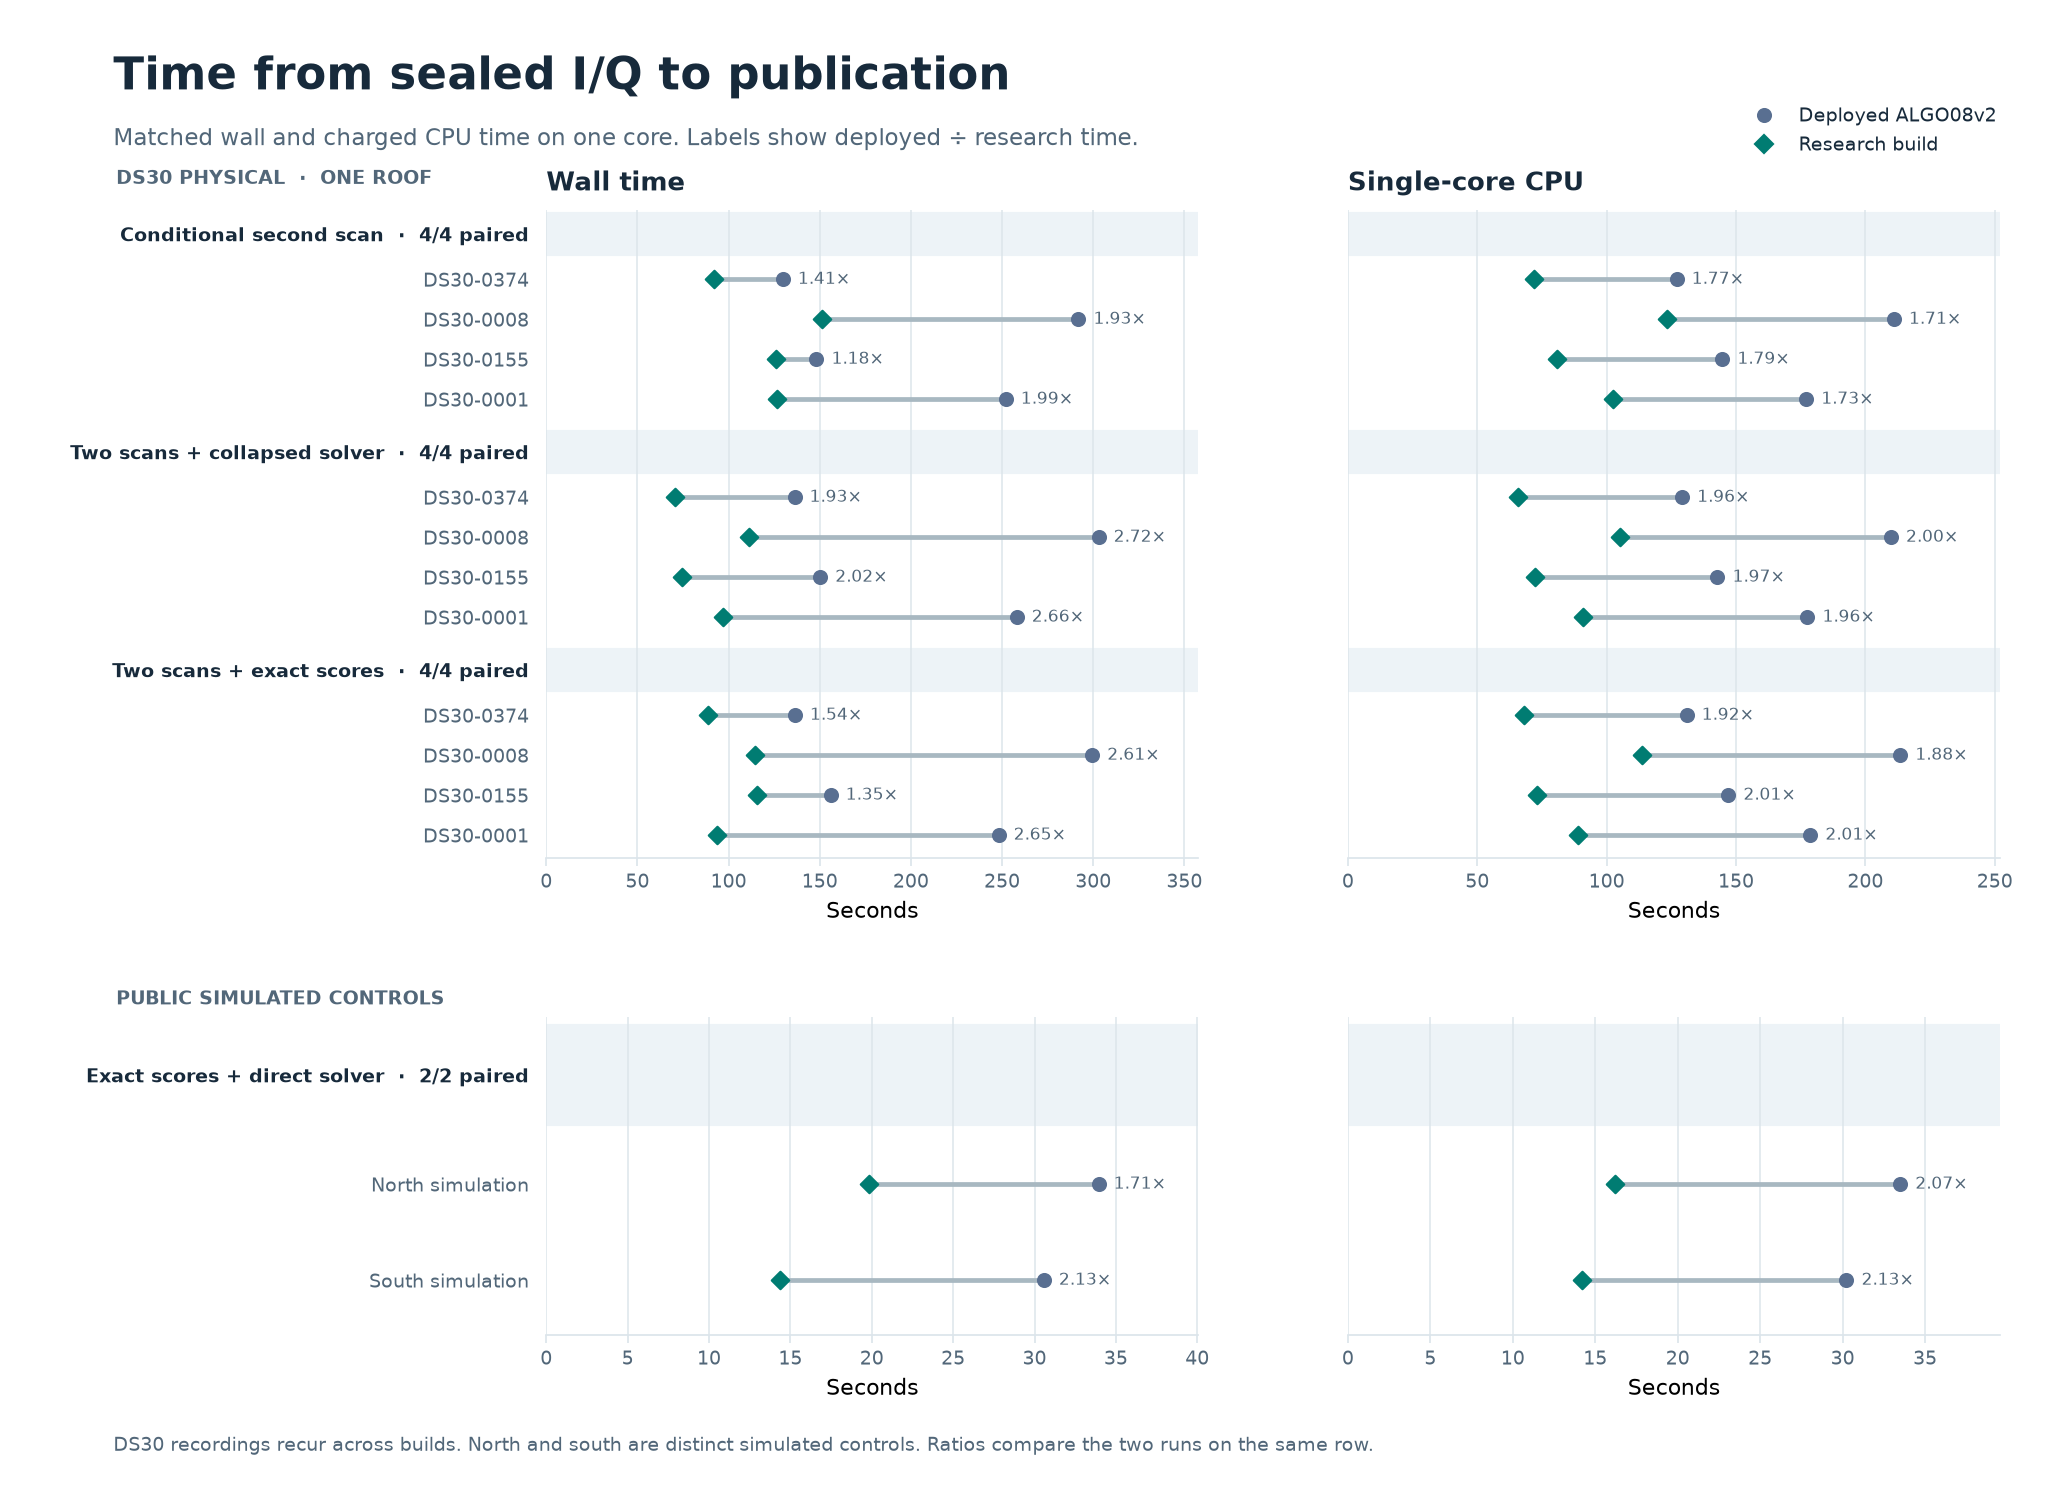 Time from sealed I/Q to publication
Matched wall and charged CPU time on one core. Labels show deployed ÷ research time.
Deployed ALGO08v2
Research build
DS30 PHYSICAL · ONE ROOF
Wall time
Single-core CPU
Conditional second scan · 4/4 paired
DS30-0374 1.41× 1.77×
DS30-0008 1.93× 1.71×
DS30-0155 1.18× 1.79×
DS30-0001 1.99× 1.73×
Two scans + collapsed solver · 4/4 paired
DS30-0374 1.93× 1.96×
DS30-0008 2.72× 2.00×
DS30-0155 2.02× 1.97×
DS30-0001 2.66× 1.96×
Two scans + exact scores · 4/4 paired
DS30-0374 1.54× 1.92×
DS30-0008 2.61× 1.88×
DS30-0155 1.35× 2.01×
DS30-0001 2.65× 2.01×
0 50 100 150 200 250 300 350
0 50 100 150 200 250
Seconds
Seconds
PUBLIC SIMULATED CONTROLS
Exact scores + direct solver · 2/2 paired
North simulation 1.71× 2.07×
South simulation 2.13× 2.13×
0 5 10 15 20 25 30 35 40
0 5 10 15 20 25 30 35
Seconds
Seconds
DS30 recordings recur across builds. North and south are distinct simulated controls. Ratios compare the two runs on the same row.